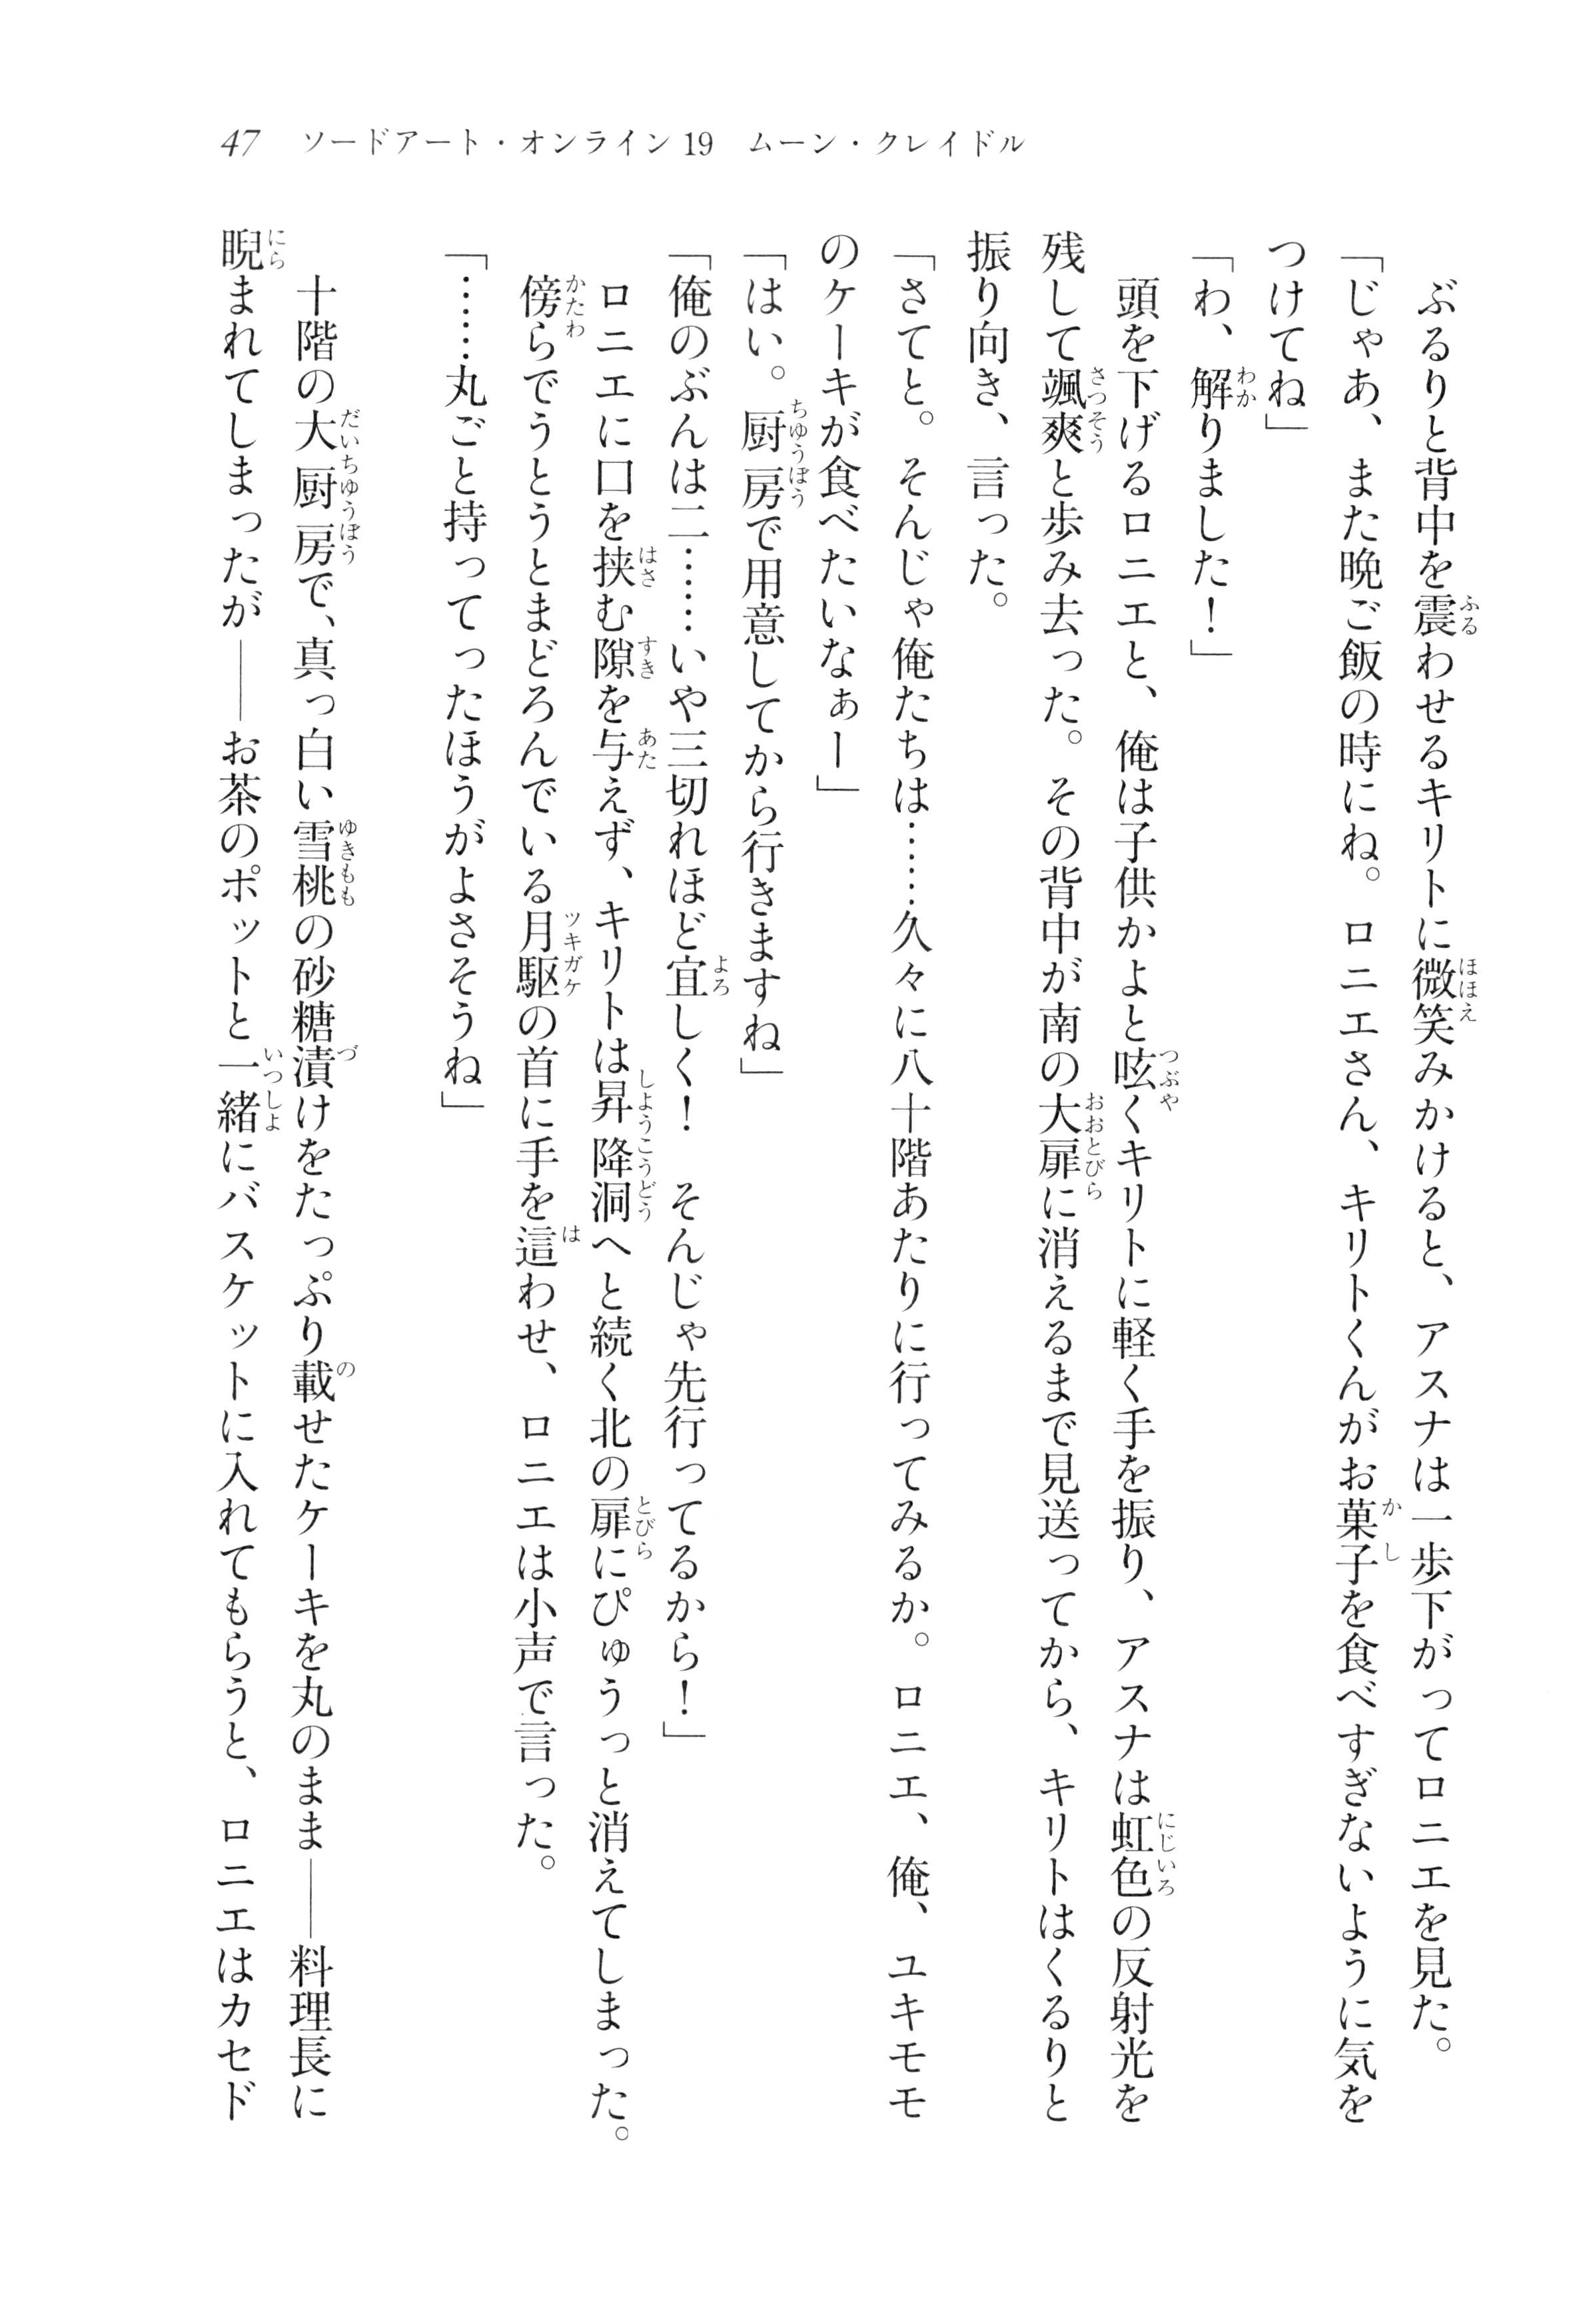 47　ソードアート・オンライン19　ムーン・クレイドル
　ぶるりと背中を震わせるキリトに微笑みかけると、アスナは一歩下がってロニエを見た。
「じゃあ、また晩ご飯の時にね。ロニエさん、キリトくんがお菓子を食べすぎないように気を
つけてね」
「わ、解りました！」
　頭を下げるロニエと、俺は子供かよと呟くキリトに軽く手を振り、アスナは虹色の反射光を
残して颯爽と歩み去った。その背中が南の大扉に消えるまで見送ってから、キリトはくるりと
振り向き、言った。
「さてと。そんじゃ俺たちは……久々に八十階あたりに行ってみるか。ロニエ、俺、ユキモモ
のケーキが食べたいなぁー」
「はい。厨房で用意してから行きますね」
「俺のぶんは二……いや三切れほど宜しく！　そんじゃ先行ってるから！」
　ロニエに口を挟む隙を与えず、キリトは昇降洞へと続く北の扉にぴゅうっと消えてしまった。
　傍らでうとうとまどろんでいる月駆の首に手を這わせ、ロニエは小声で言った。
「……丸ごと持ってったほうがよさそうね」
　十階の大厨房で、真っ白い雪桃の砂糖漬けをたっぷり載せたケーキを丸のまま――料理長に
睨まれてしまったが――お茶のポットと一緒にバスケットに入れてもらうと、ロニエはカセド